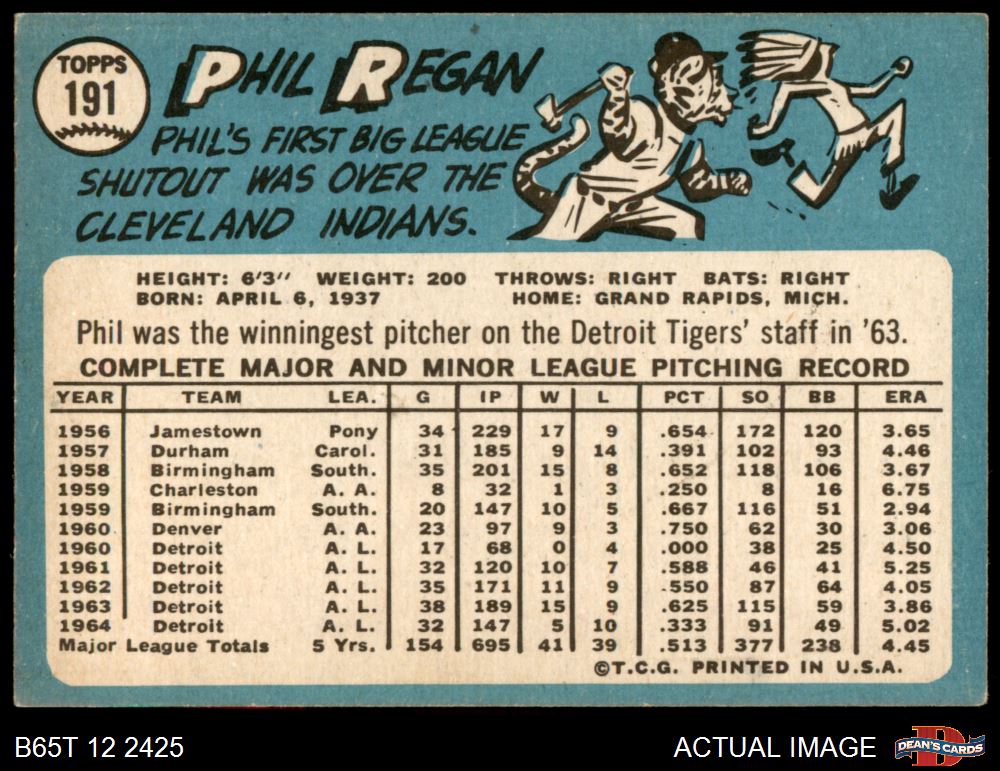 TOPPS
191
PHIL REGAN
PHIL'S FIRST BIG LEAGUE
SHUTOUT WAS OVER THE
CLEVELAND INDIANS.
HEIGHT: 6'3" WEIGHT: 200 THROWS: RIGHT BATS: RIGHT
BORN: APRIL 6, 1937 HOME: GRAND RAPIDS, MICH.
Phil was the winningest pitcher on the Detroit Tigers' staff in '63.
COMPLETE MAJOR AND MINOR LEAGUE PITCHING RECORD
YEAR TEAM LEA. G IP W L PCT SO BB ERA
1956 Jamestown Pony 34 229 17 9 .654 172 120 3.65
1957 Durham Carol. 31 185 9 14 .391 102 93 4.46
1958 Birmingham South. 35 201 15 8 .652 118 106 3.67
1959 Charleston A. A. 8 32 1 3 .250 8 16 6.75
1959 Birmingham South. 20 147 10 5 .667 116 51 2.94
1960 Denver A. A. 23 97 9 3 .750 62 30 3.06
1960 Detroit A. L. 17 68 0 4 .000 38 25 4.50
1961 Detroit A. L. 32 120 10 7 .588 46 41 5.25
1962 Detroit A. L. 35 171 11 9 .550 87 64 4.05
1963 Detroit A. L. 38 189 15 9 .625 115 59 3.86
1964 Detroit A. L. 32 147 5 10 .333 91 49 5.02
Major League Totals 5 Yrs. 154 695 41 39 .513 377 238 4.45
©T.C.G. PRINTED IN U.S.A.
B65T 12 2425 ACTUAL IMAGE D DEAN'S CARDS